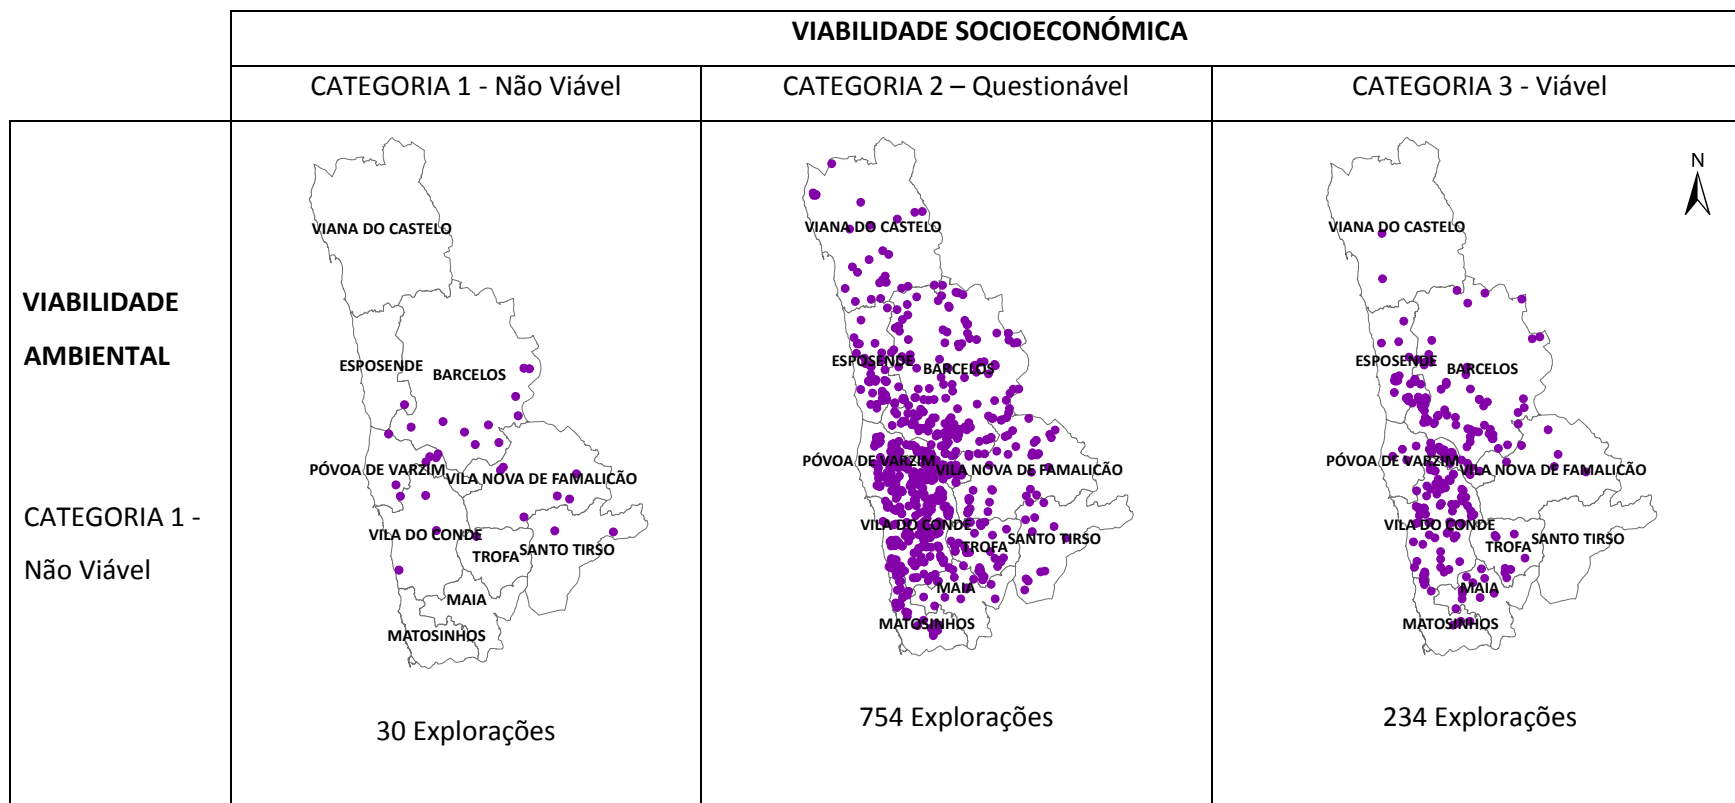 VIABILIDADE SOCIOECONÓMICA
CATEGORIA 1 - Não Viável
CATEGORIA 2 – Questionável
CATEGORIA 3 - Viável
VIABILIDADE
AMBIENTAL
CATEGORIA 1 -
Não Viável
VIANA DO CASTELO
ESPOSENDE
BARCELOS
PÓVOA DE VARZIM
VILA NOVA DE FAMALICÃO
VILA DO CONDE
TROFA
SANTO TIRSO
MAIA
MATOSINHOS
30 Explorações
VIANA DO CASTELO
ESPOSENDE
BARCELOS
PÓVOA DE VARZIM
VILA NOVA DE FAMALICÃO
VILA DO CONDE
TROFA
SANTO TIRSO
MAIA
MATOSINHOS
754 Explorações
N
VIANA DO CASTELO
ESPOSENDE
BARCELOS
PÓVOA DE VARZIM
VILA NOVA DE FAMALICÃO
VILA DO CONDE
TROFA
SANTO TIRSO
MAIA
MATOSINHOS
234 Explorações